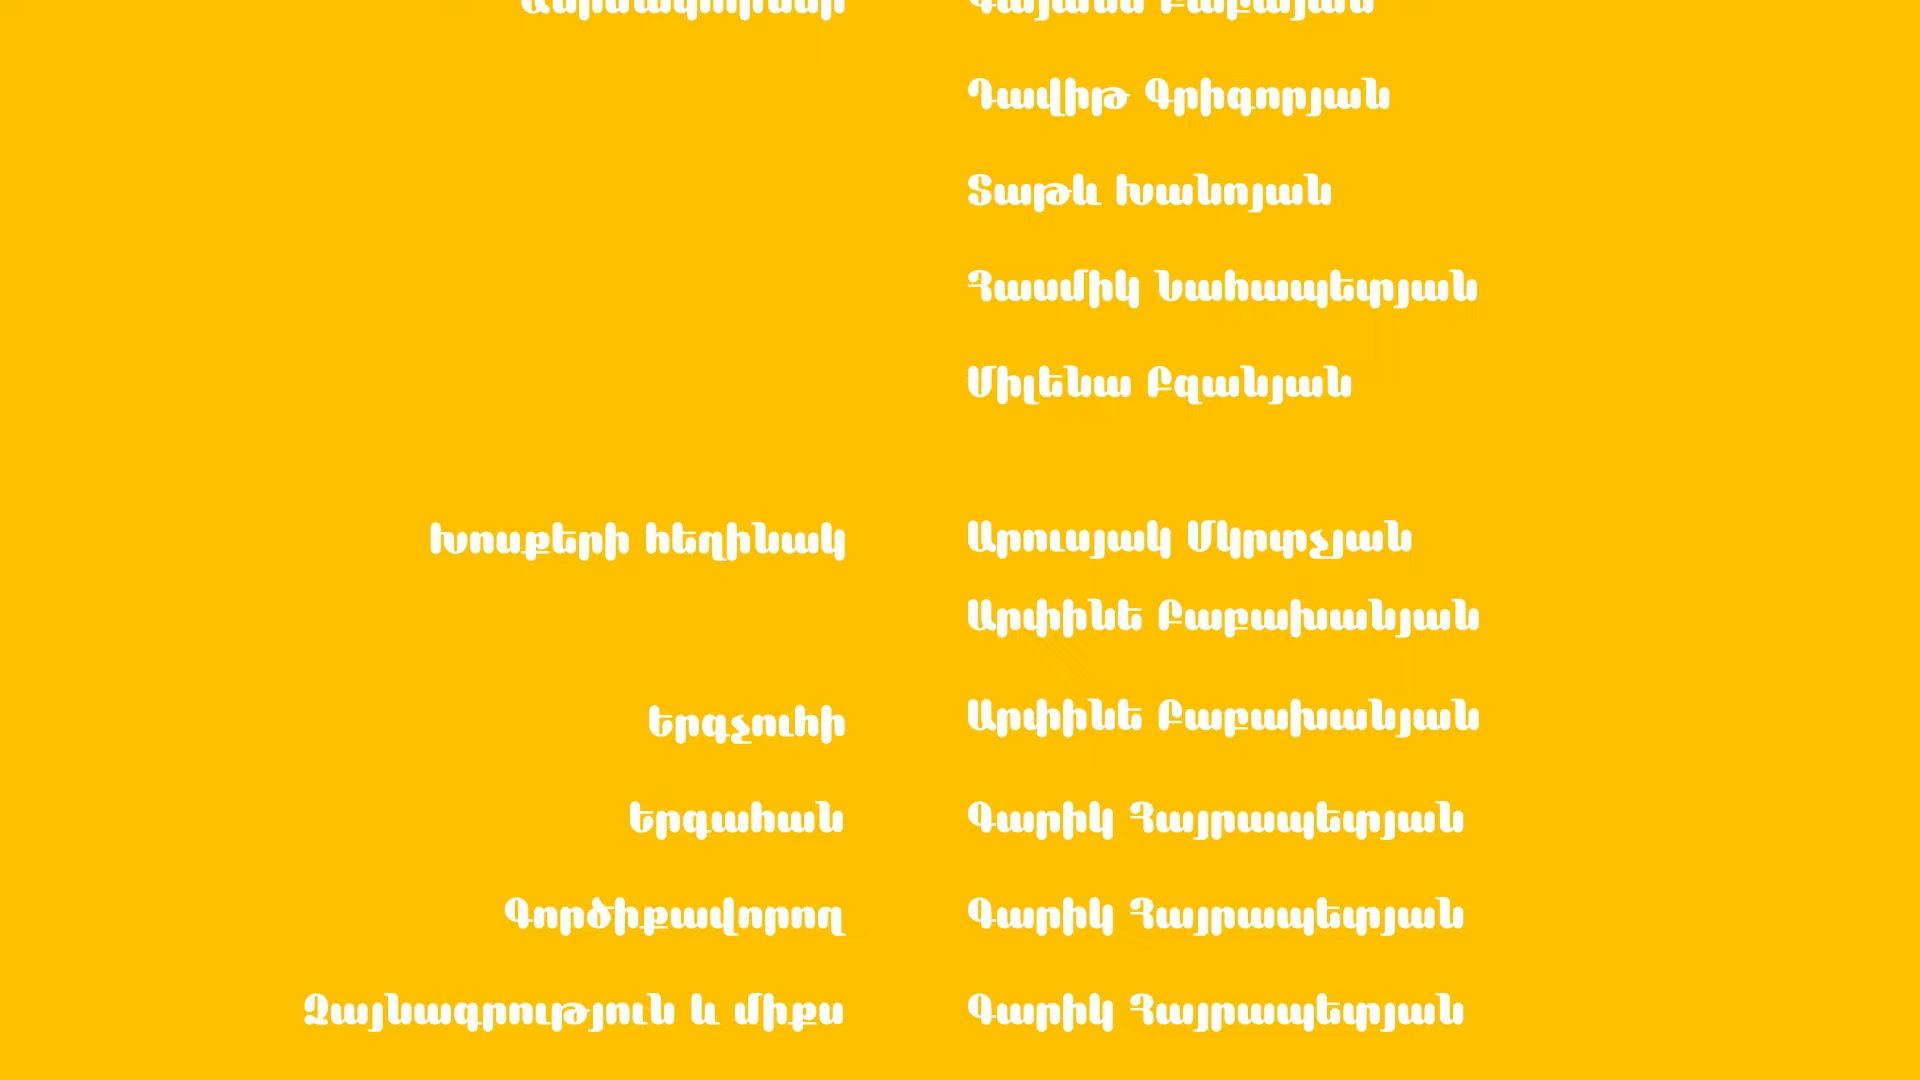 Դավիթ Գրիգորյան
Տաթև Խանոյան
Հասմիկ Նահապետյան
Միլենա Բզանյան
Խոսքերի հեղինակ Արուսյակ Մկրտչյան
Արփինե Բաբախանյան
Երգչուհի Արփինե Բաբախանյան
Երգահան Գարիկ Հայրապետյան
Գործիքավորող Գարիկ Հայրապետյան
Ձայնագրություն և միքս Գարիկ Հայրապետյան